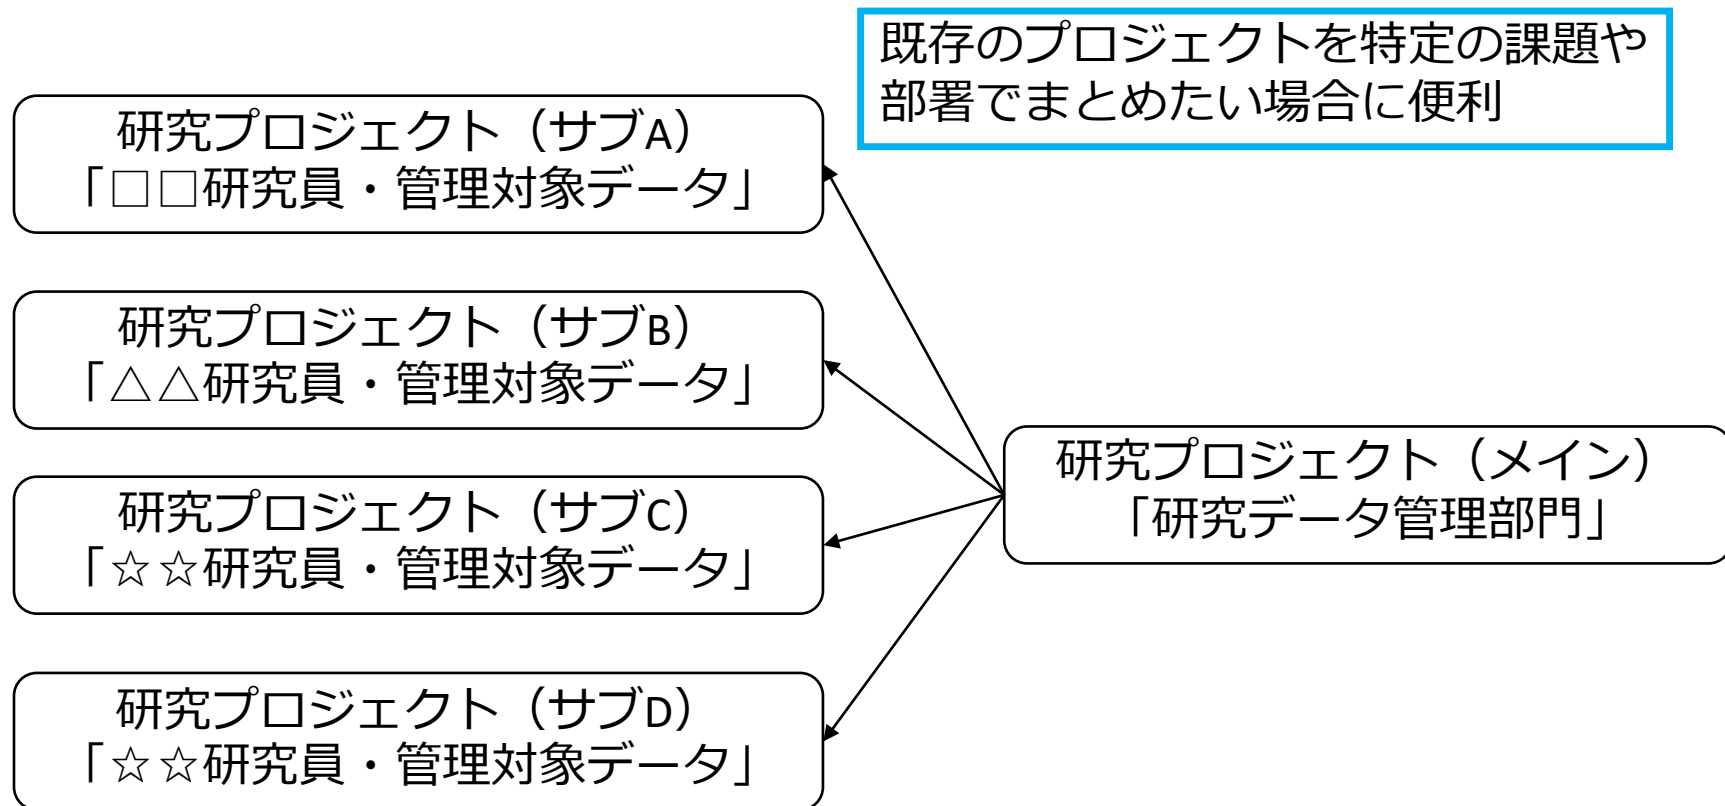 既存のプロジェクトを特定の課題や
部署でまとめたい場合に便利
研究プロジェクト（サブA）
「□□研究員・管理対象データ」
研究プロジェクト（サブB）
「△△研究員・管理対象データ」
研究プロジェクト（サブC）
「☆☆研究員・管理対象データ」
研究プロジェクト（サブD）
「☆☆研究員・管理対象データ」
研究プロジェクト（メイン）
「研究データ管理部門」